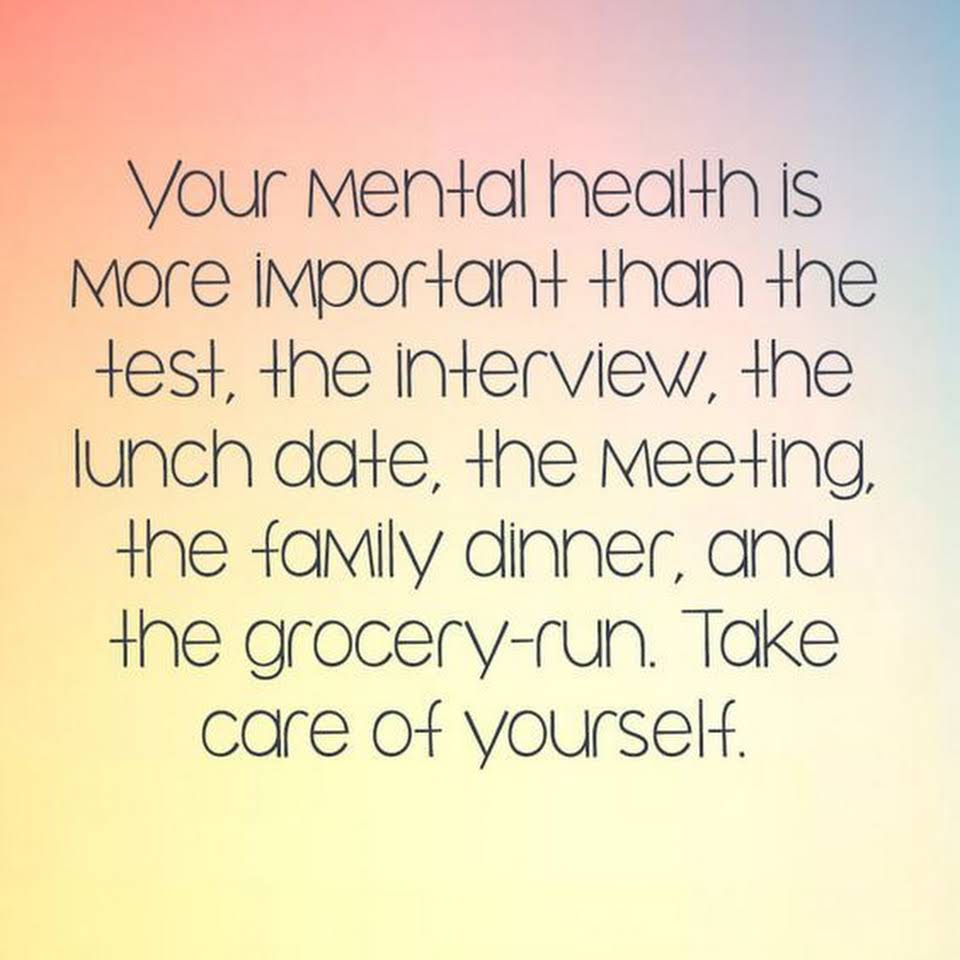 Your mental health is
more important than the
test, the interview, the
lunch date, the meeting,
the family dinner, and
the grocery-run. Take
care of yourself.